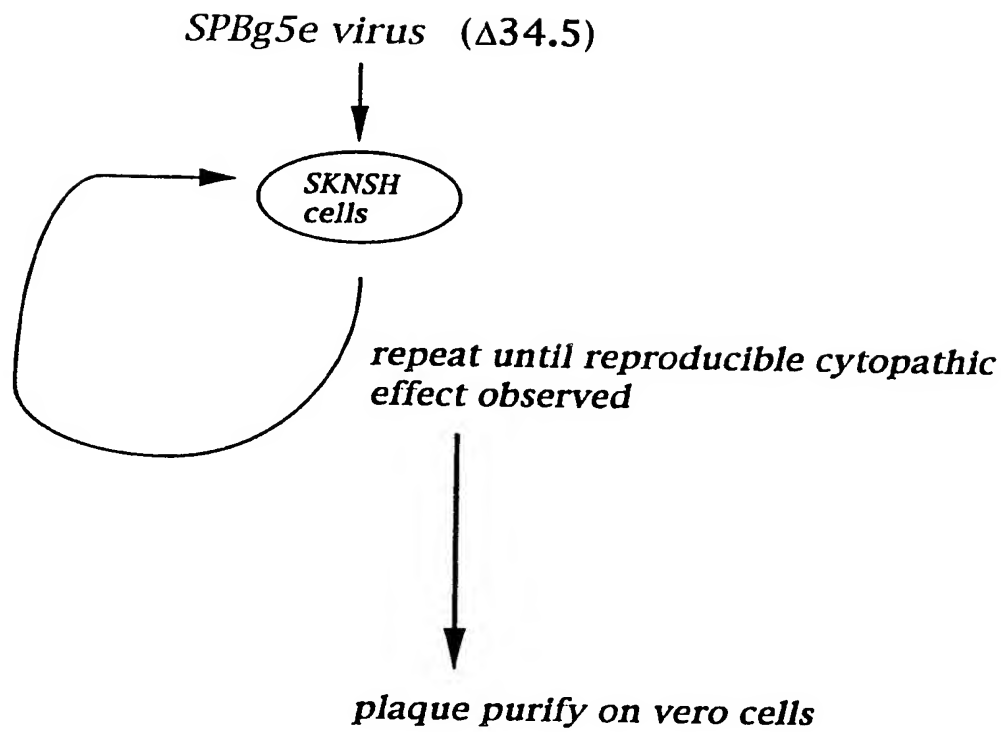 SPBg5e virus (Δ34.5)
SKNSH
cells
repeat until reproducible cytopathic
effect observed
plaque purify on vero cells